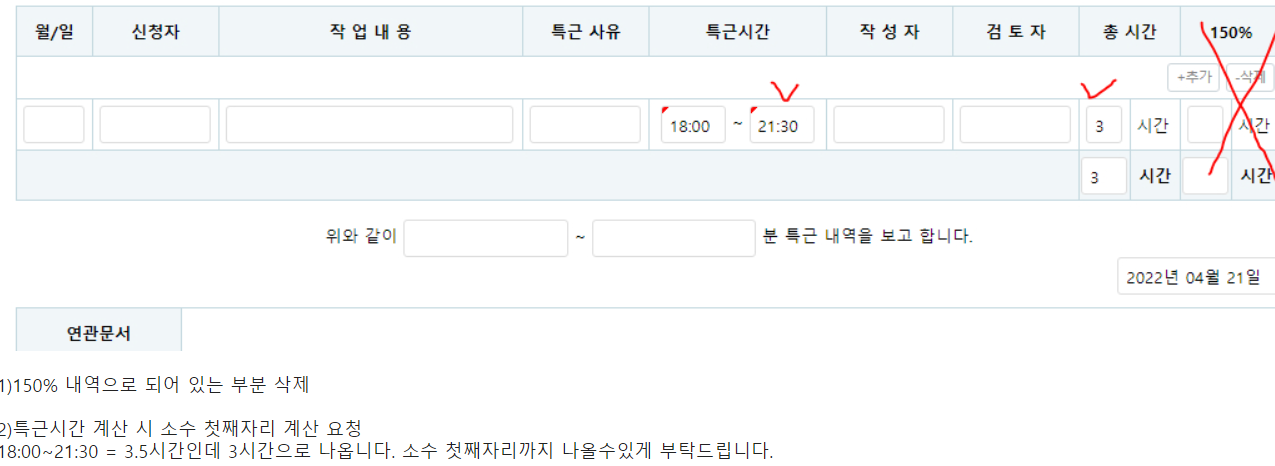 월/일 신청자 작 업 내 용 특근 사유 특근시간 작 성 자 검 토 자 총 시간 150%
+추가 -삭제
18:00 ~ 21:30 3 시간 시간
3 시간 시간
위와 같이 ~ 분 특근 내역을 보고 합니다.
2022년 04월 21일
연관문서
1)150% 내역으로 되어 있는 부분 삭제
2)특근시간 계산 시 소수 첫째자리 계산 요청
18:00~21:30 = 3.5시간인데 3시간으로 나옵니다. 소수 첫째자리까지 나올수있게 부탁드립니다.